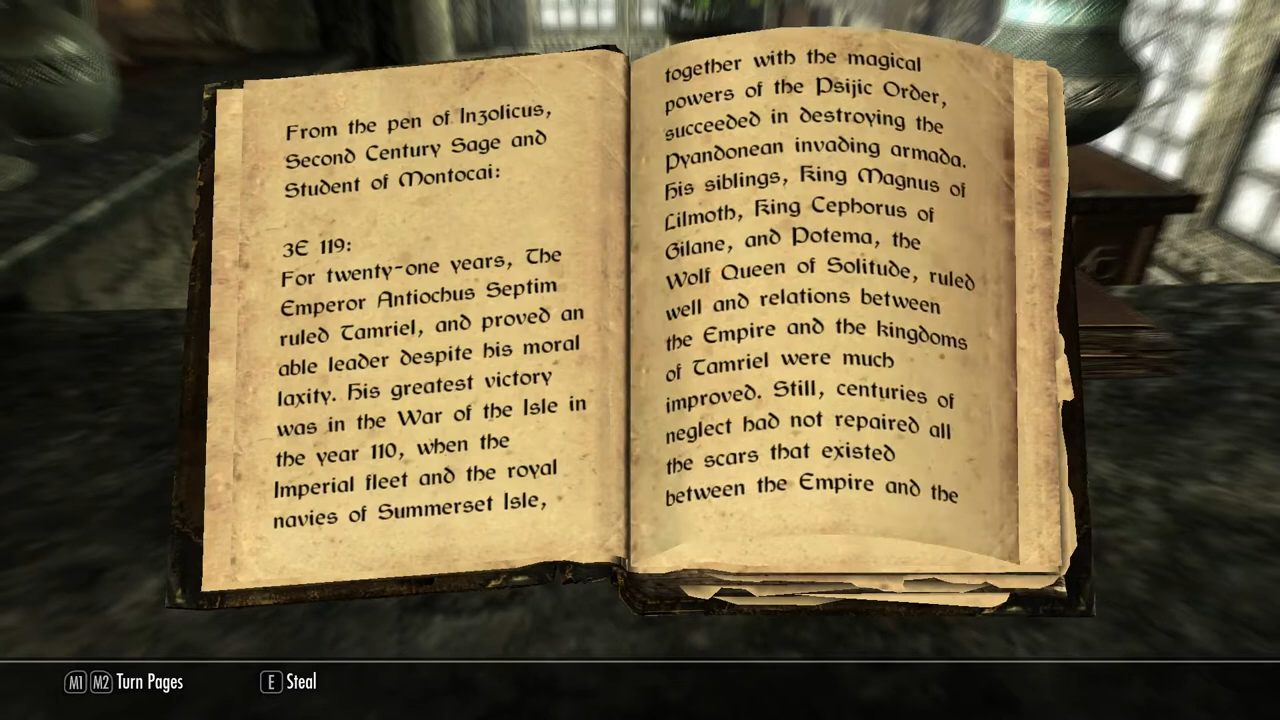 From the pen of Inzolicus,
Second Century Sage and
Student of Montocai:
3E 119:
For twenty-one years, The
Emperor Antiochus Septim
ruled Tamriel, and proved an
able leader despite his moral
laxity. His greatest victory
was in the War of the Isle in
the year 110, when the
Imperial fleet and the royal
navies of Summerset Isle,
together with the magical
powers of the Psijic Order,
succeeded in destroying the
Pyandonean invading armada.
His siblings, King Magnus of
Lilmoth, King Cephorus of
Gilane, and Potema, the
Wolf Queen of Solitude, ruled
well and relations between
the Empire and the kingdoms
of Tamriel were much
improved. Still, centuries of
neglect had not repaired all
the scars that existed
between the Empire and the
M1 M2 Turn Pages
E Steal